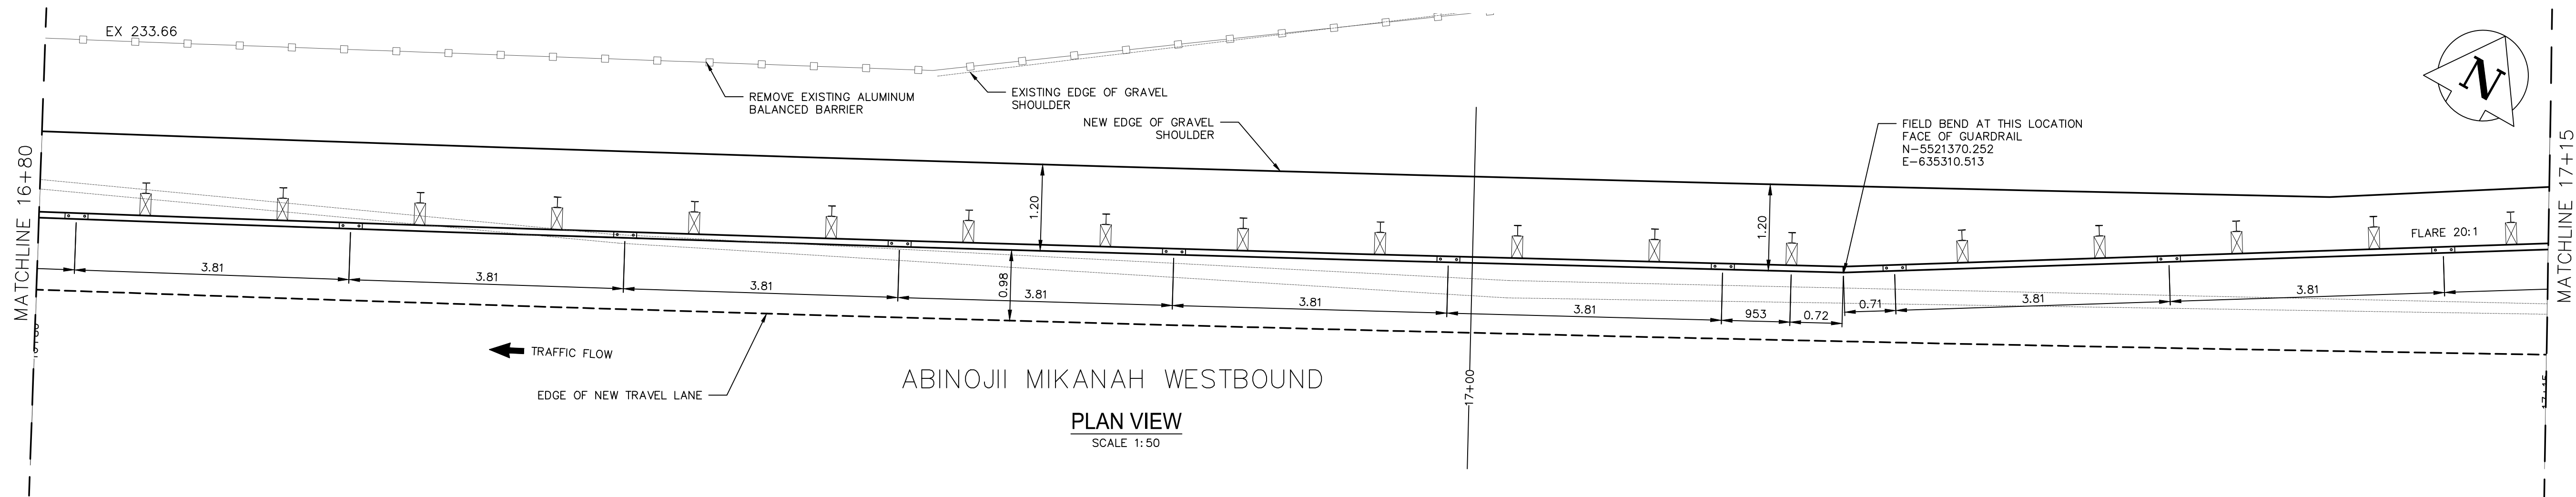 EX 233.66
REMOVE EXISTING ALUMINUM
BALANCED BARRIER
EXISTING EDGE OF GRAVEL
SHOULDER
NEW EDGE OF GRAVEL
SHOULDER
FIELD BEND AT THIS LOCATION
FACE OF GUARDRAIL
N-5521370.252
E-635310.513
N
MATCHLINE 16+80
MATCHLINE 17+15
1.20
1.20
FLARE 20:1
0.98
3.81
3.81
3.81
3.81
3.81
3.81
953
0.72
0.71
3.81
3.81
TRAFFIC FLOW
EDGE OF NEW TRAVEL LANE
ABINOJII MIKANAH WESTBOUND
17+00
17+15
PLAN VIEW
SCALE 1:50